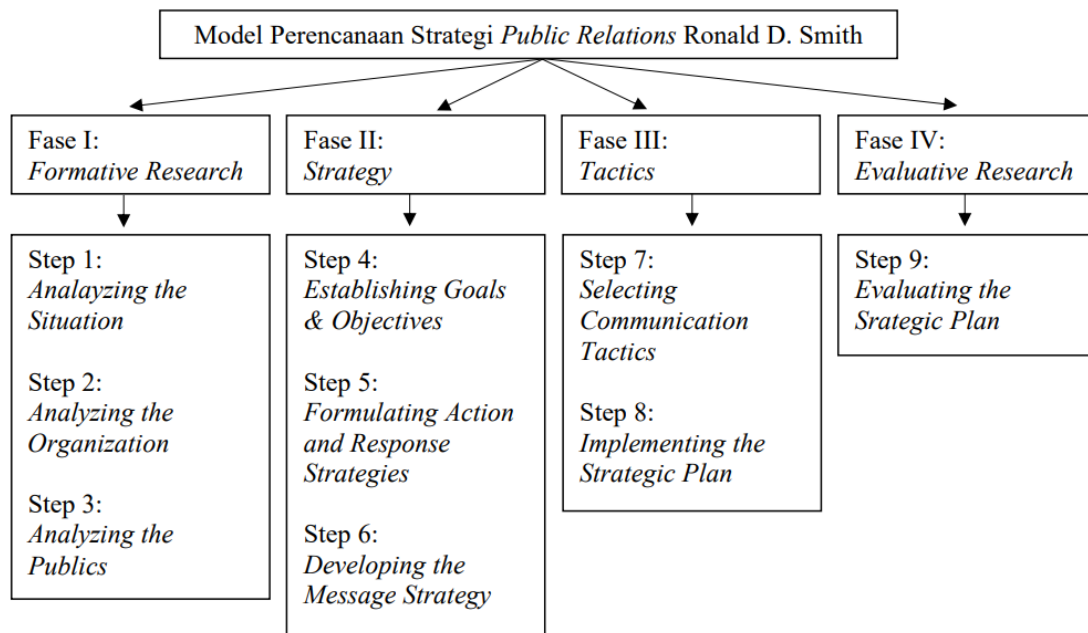 Model Perencanaan Strategi Public Relations Ronald D. Smith
Fase I:
Formative Research
Fase II:
Strategy
Fase III:
Tactics
Fase IV:
Evaluative Research
Step 1:
Analayzing the
Situation
Step 2:
Analyzing the
Organization
Step 3:
Analyzing the
Publics
Step 4:
Establishing Goals
& Objectives
Step 5:
Formulating Action
and Response
Strategies
Step 6:
Developing the
Message Strategy
Step 7:
Selecting
Communication
Tactics
Step 8:
Implementing the
Strategic Plan
Step 9:
Evaluating the
Srategic Plan